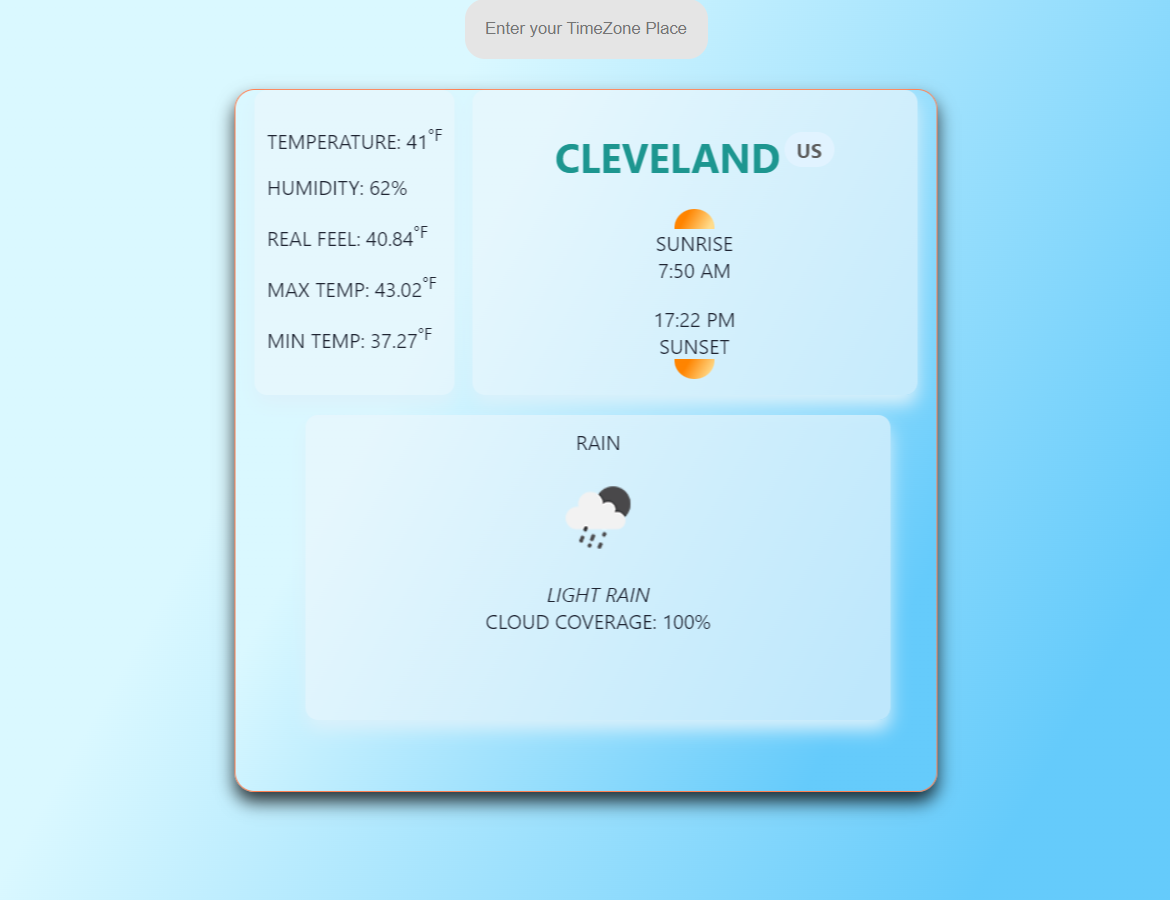 Enter your TimeZone Place
TEMPERATURE: 41°F
HUMIDITY: 62%
REAL FEEL: 40.84°F
MAX TEMP: 43.02°F
MIN TEMP: 37.27°F
CLEVELAND US
SUNRISE
7:50 AM
17:22 PM
SUNSET
RAIN
LIGHT RAIN
CLOUD COVERAGE: 100%